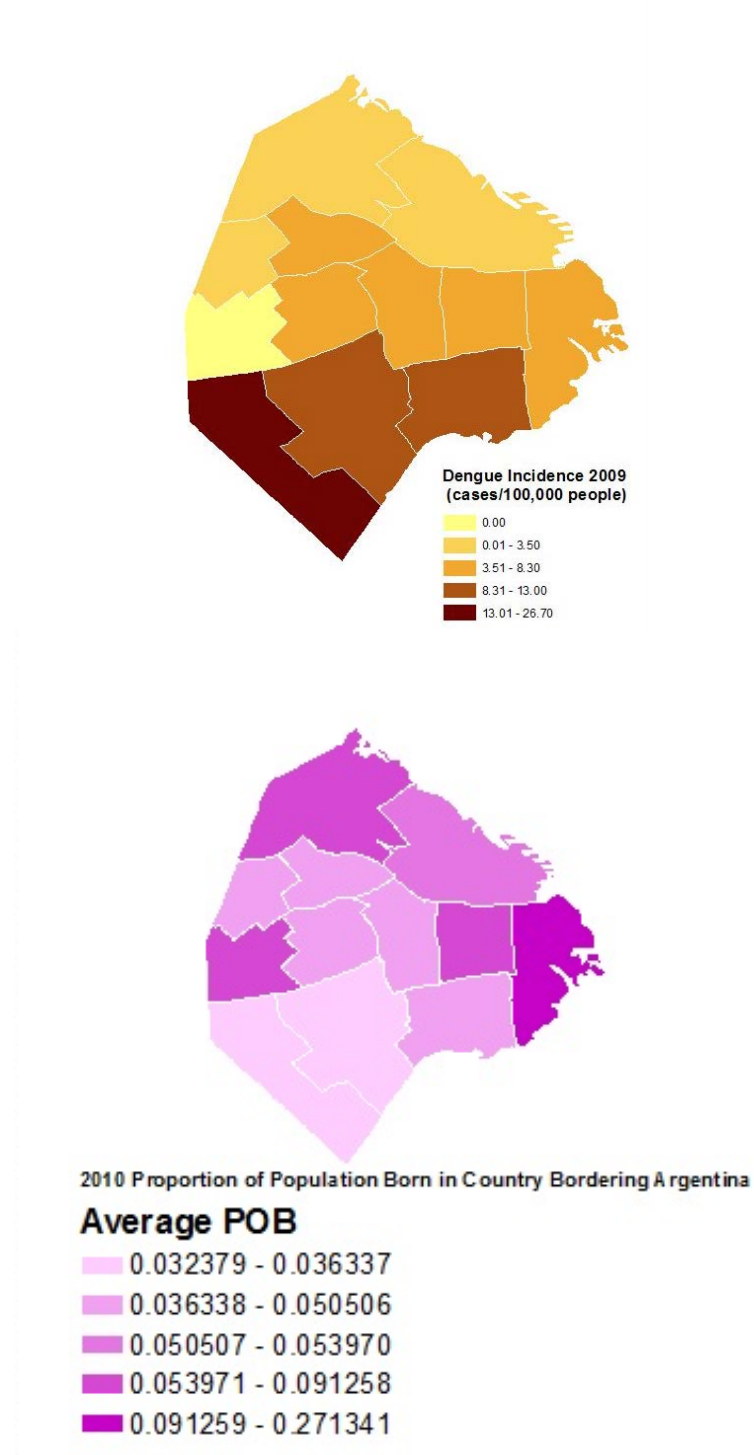 Dengue Incidence 2009
(cases/100,000 people)
0.00
0.01 - 3.50
3.51 - 8.30
8.31 - 13.00
13.01 - 26.70
2010 Proportion of Population Born in Country Bordering Argentina
Average POB
0.032379 - 0.036337
0.036338 - 0.050506
0.050507 - 0.053970
0.053971 - 0.091258
0.091259 - 0.271341